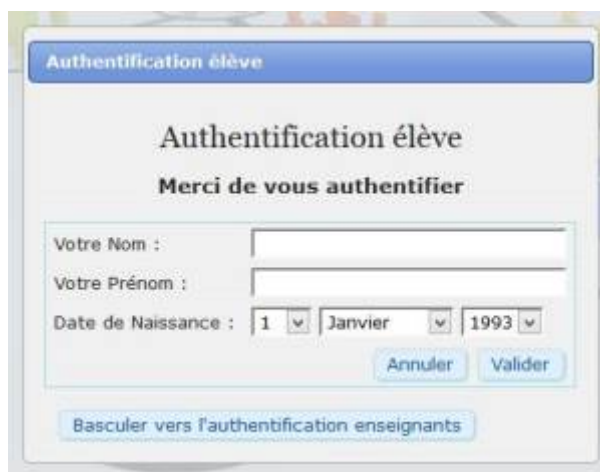 Authentification élève
Authentification élève
Merci de vous authentifier
Votre Nom :
Votre Prénom :
Date de Naissance : 1 Janvier 1993
Annuler Valider
Basculer vers l'authentification enseignants